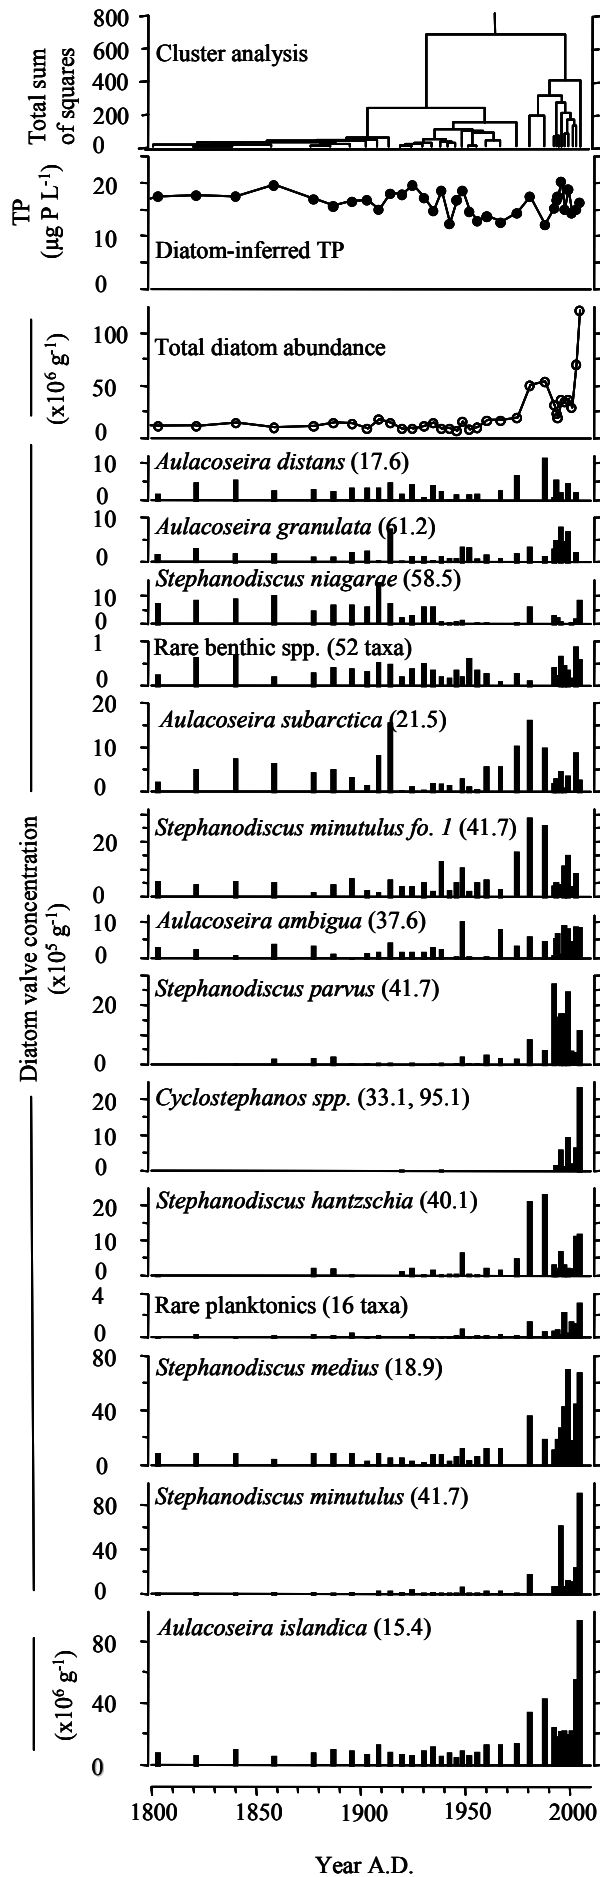 800
600
400
200
0
Total sum
of squares
Cluster analysis
20
10
0
TP
(µg P L⁻¹)
Diatom-inferred TP
100
50
0
(x10⁶ g⁻¹)
Total diatom abundance
10
0
Aulacoseira distans (17.6)
10
0
Aulacoseira granulata (61.2)
10
0
Stephanodiscus niagarae (58.5)
1
0
Rare benthic spp. (52 taxa)
20
10
0
Aulacoseira subarctica (21.5)
Diatom valve concentration
(x10⁵ g⁻¹)
20
0
Stephanodiscus minutulus fo. 1 (41.7)
10
0
Aulacoseira ambigua (37.6)
20
0
Stephanodiscus parvus (41.7)
20
10
0
Cyclostephanos spp. (33.1, 95.1)
20
10
0
Stephanodiscus hantzschia (40.1)
4
0
Rare planktonics (16 taxa)
80
40
0
Stephanodiscus medius (18.9)
80
40
0
Stephanodiscus minutulus (41.7)
80
40
0
(x10⁶ g⁻¹)
Aulacoseira islandica (15.4)
1800 1850 1900 1950 2000
Year A.D.